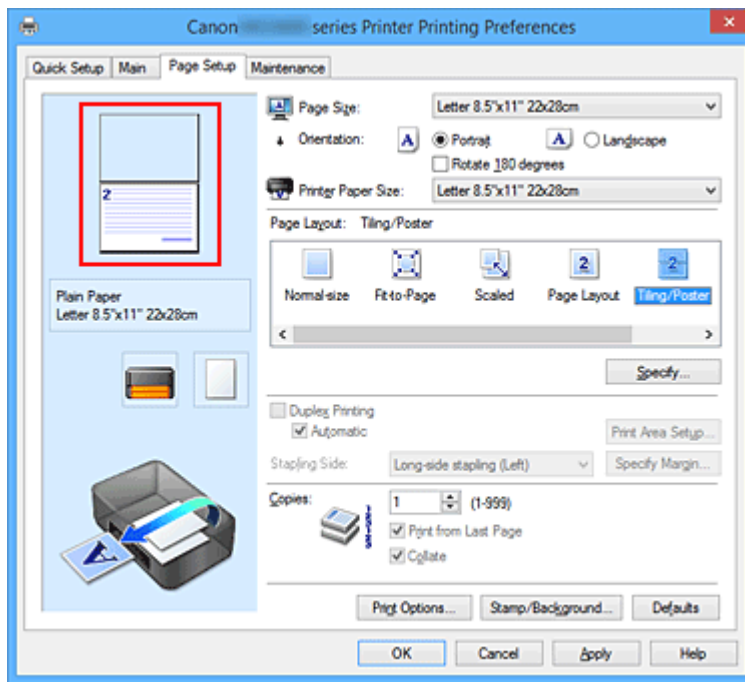 Canon series Printer Printing Preferences
Quick Setup Main Page Setup Maintenance
2
Plain Paper
Letter 8.5"x11" 22x28cm
Page Size: Letter 8.5"x11" 22x28cm
Orientation: A Portrait A Landscape
Rotate 180 degrees
Printer Paper Size: Letter 8.5"x11" 22x28cm
Page Layout: Tiling/Poster
2 2
Normal-size Fit-to-Page Scaled Page Layout Tiling/Poster
Specify...
Duplex Printing
Automatic Print Area Setup...
Stapling Side: Long-side stapling (Left) Specify Margin...
Copies: 1 (1-999)
Print from Last Page
Collate
A
Print Options... Stamp/Background... Defaults
OK Cancel Apply Help